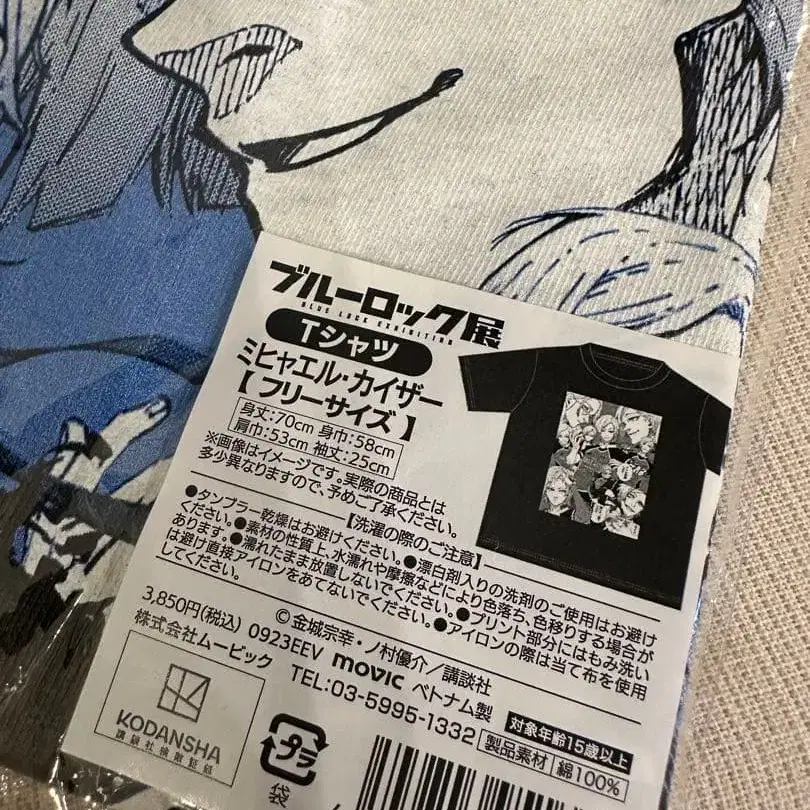 ブルーロック展
BLUE LOCK EXHIBITION
Tシャツ
ミヒャエル・カイザー
【フリーサイズ】
身丈:70cm 身巾:58cm
肩巾:53cm 袖丈:25cm
※画像はイメージです。実際の商品とは
多少異なりますので、予めご了承ください。
【洗濯の際のご注意】
●タンブラー乾燥はお避けください。●漂白剤入りの洗剤のご使用はお避け
ください。●素材の性質上、水濡れや摩擦などにより色落ち、色移りする場合が
あります。●濡れたまま放置しないでください。●プリント部分にはもみ洗い
は避け直接アイロンをあてないでください。●アイロンの際は当て布を使用
してください。
©金城宗幸・ノ村優介/講談社
3,850円(税込) 0923EEV movic ベトナム製
株式会社ムービック TEL:03-5995-1332
対象年齢15歳以上
製品素材 綿100%
KODANSHA
講談社検認証紙
プラ
袋